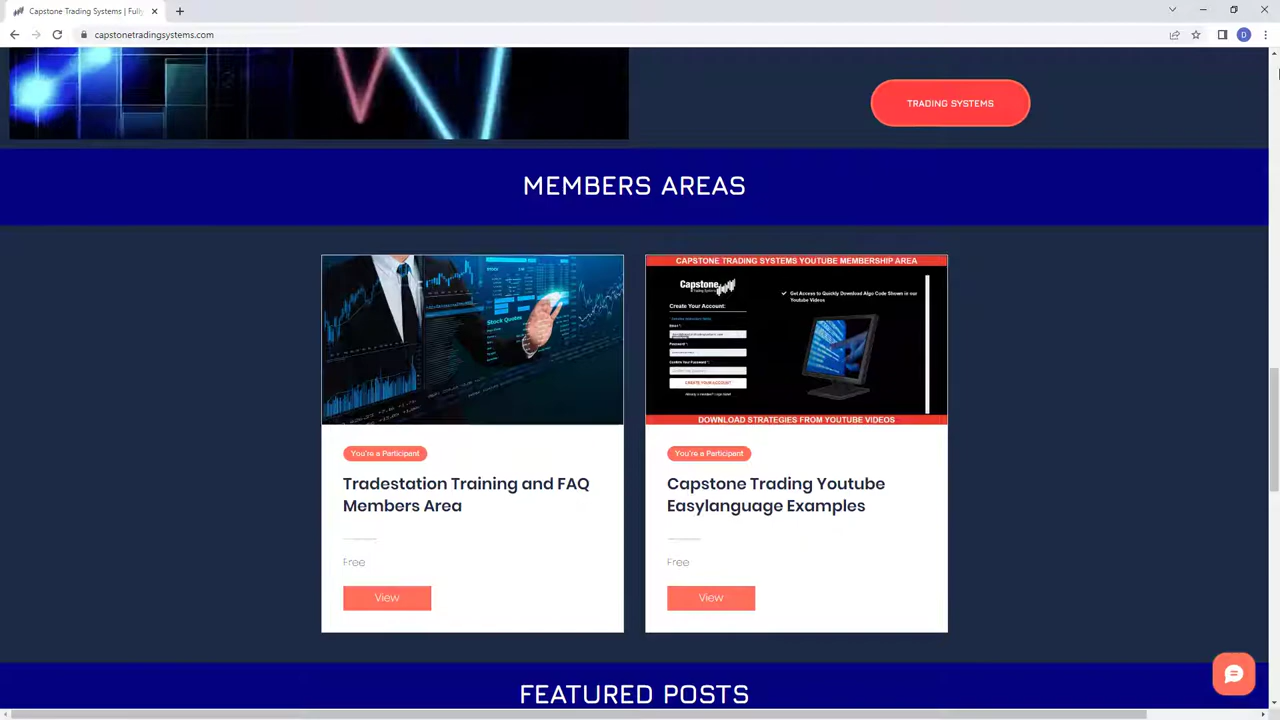 Capstone Trading Systems | Fully
capstonetradingsystems.com
D
TRADING SYSTEMS
MEMBERS AREAS
Stock Quotes
CAPSTONE TRADING SYSTEMS YOUTUBE MEMBERSHIP AREA
Capstone
Create Your Account:
Get Access to Quickly Download Algo Code Shown in our
Youtube Videos
CREATE YOUR ACCOUNT
DOWNLOAD STRATEGIES FROM YOUTUBE VIDEOS
You're a Participant
Tradestation Training and FAQ
Members Area
Free
View
You're a Participant
Capstone Trading Youtube
Easylanguage Examples
Free
View
FEATURED POSTS